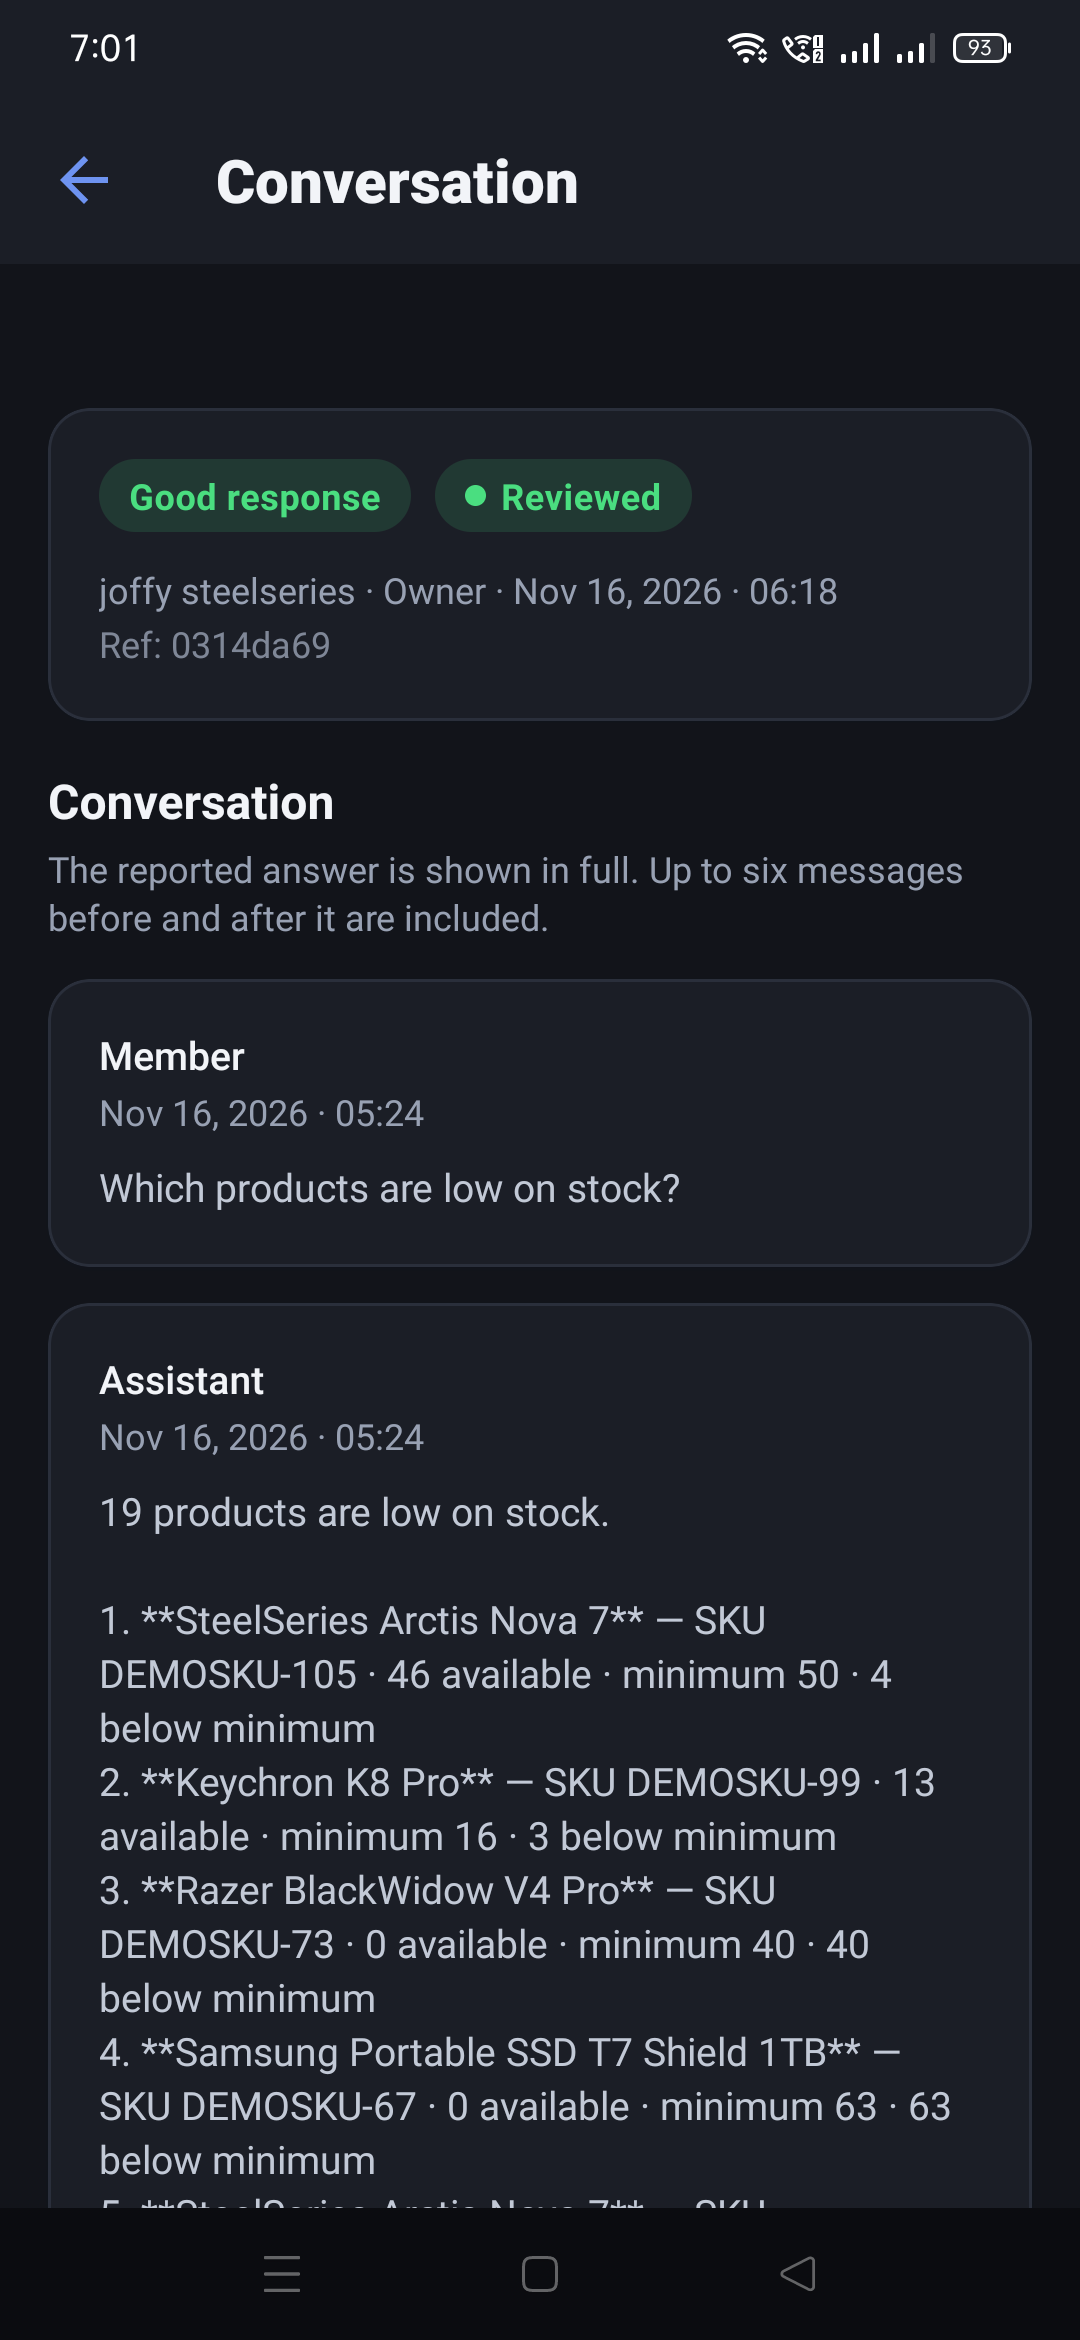 7:01
93
Conversation
Good response
Reviewed
joffy steelseries · Owner · Nov 16, 2026 · 06:18
Ref: 0314da69
Conversation
The reported answer is shown in full. Up to six messages
before and after it are included.
Member
Nov 16, 2026 · 05:24
Which products are low on stock?
Assistant
Nov 16, 2026 · 05:24
19 products are low on stock.
1. **SteelSeries Arctis Nova 7** — SKU
DEMOSKU-105 · 46 available · minimum 50 · 4
below minimum
2. **Keychron K8 Pro** — SKU DEMOSKU-99 · 13
available · minimum 16 · 3 below minimum
3. **Razer BlackWidow V4 Pro** — SKU
DEMOSKU-73 · 0 available · minimum 40 · 40
below minimum
4. **Samsung Portable SSD T7 Shield 1TB** —
SKU DEMOSKU-67 · 0 available · minimum 63 · 63
below minimum
5. **SteelSeries Arctis Nova 7** — SKU